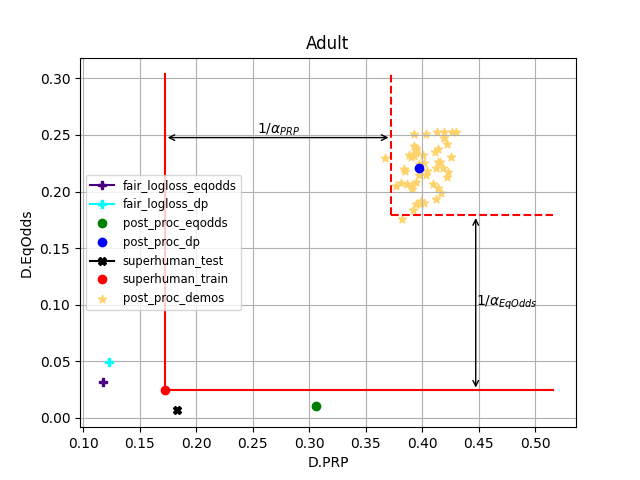 Adult
0.30
0.25
0.20
0.15
0.10
0.05
0.00
D.EqOdds
1/α_PRP
1/α_EqOdds
fair_logloss_eqodds
fair_logloss_dp
post_proc_eqodds
post_proc_dp
superhuman_test
superhuman_train
post_proc_demos
0.10 0.15 0.20 0.25 0.30 0.35 0.40 0.45 0.50
D.PRP